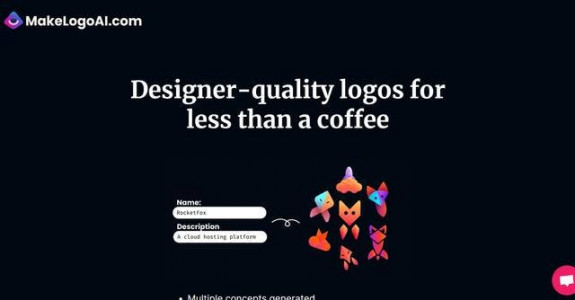 MakeLogoAI.com
Designer-quality logos for
less than a coffee
Name:
Rocketfox
Description
A cloud hosting platform
• Multiple concepts generated